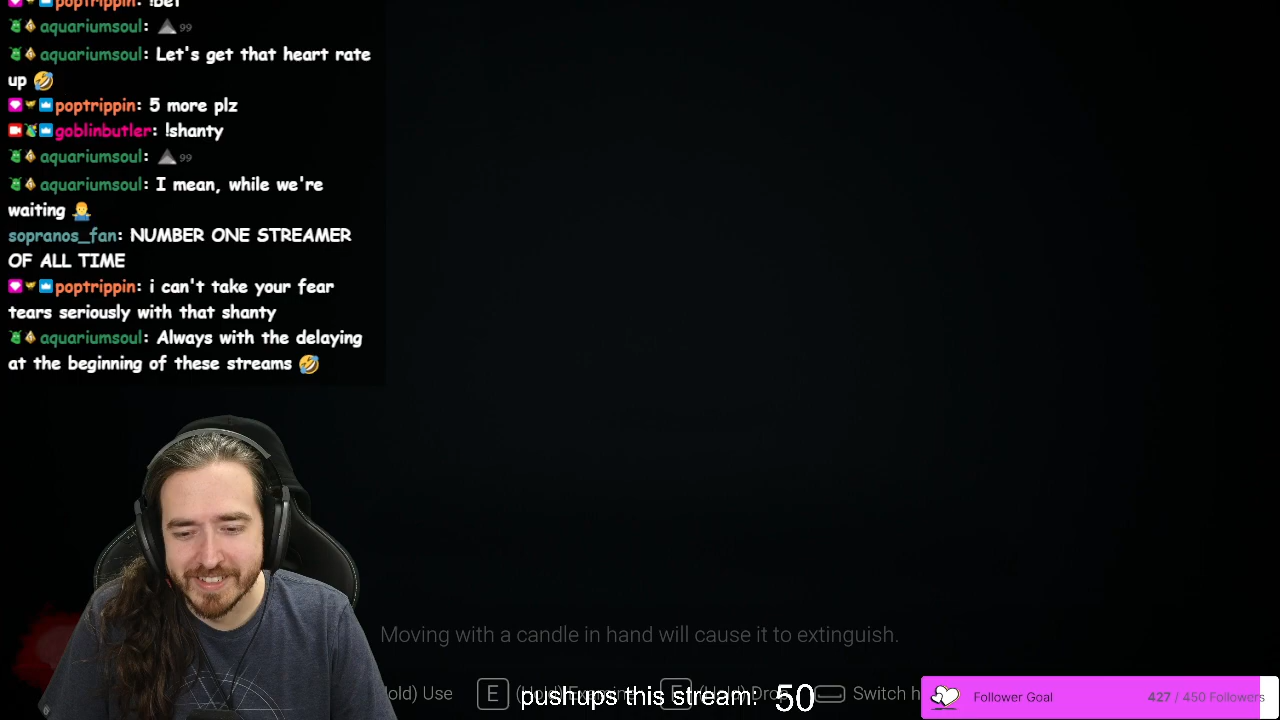 poptrippin: !bet
aquariumsoul: 99
aquariumsoul: Let's get that heart rate
up 🤣
poptrippin: 5 more plz
goblinbutler: !shanty
aquariumsoul: 99
aquariumsoul: I mean, while we're
waiting 🤷
sopranos_fan: NUMBER ONE STREAMER
OF ALL TIME
poptrippin: i can't take your fear
tears seriously with that shanty
aquariumsoul: Always with the delaying
at the beginning of these streams 🤣
Moving with a candle in hand will cause it to extinguish.
Use E pushups this stream: 50 Switch
Follower Goal 427 / 450 Followers